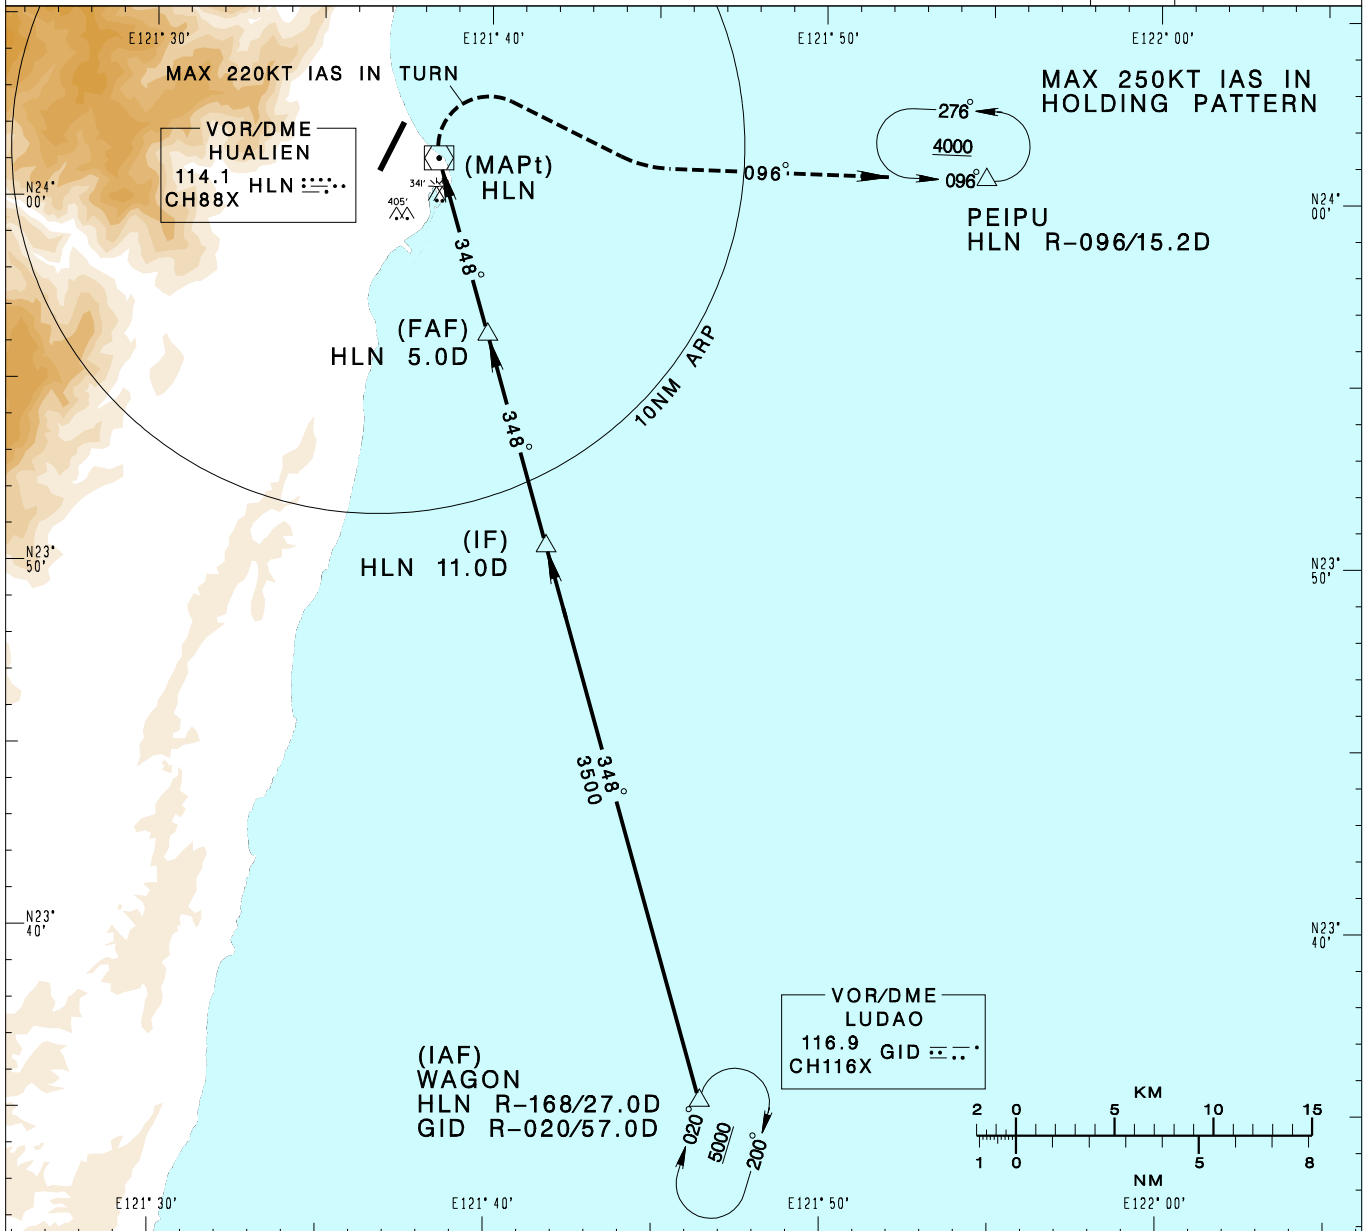 E121° 30'
E121° 40'
E121° 50'
E122° 00'
MAX 220KT IAS IN TURN
MAX 250KT IAS IN
HOLDING PATTERN
VOR/DME
HUALIEN
114.1
CH88X
HLN
(MAPt)
HLN
341'
405'
276°
4000
096°
096°
PEIPU
HLN R-096/15.2D
N24°
00'
N24°
00'
348°
(FAF)
HLN 5.0D
10NM ARP
348°
(IF)
HLN 11.0D
N23°
50'
N23°
50'
348°
3500
N23°
40'
N23°
40'
VOR/DME
LUDAO
116.9
CH116X
GID
(IAF)
WAGON
HLN R-168/27.0D
GID R-020/57.0D
020°
5000
200°
KM
2 0 5 10 15
1 0 5 8
NM
E121° 30'
E121° 40'
E121° 50'
E122° 00'